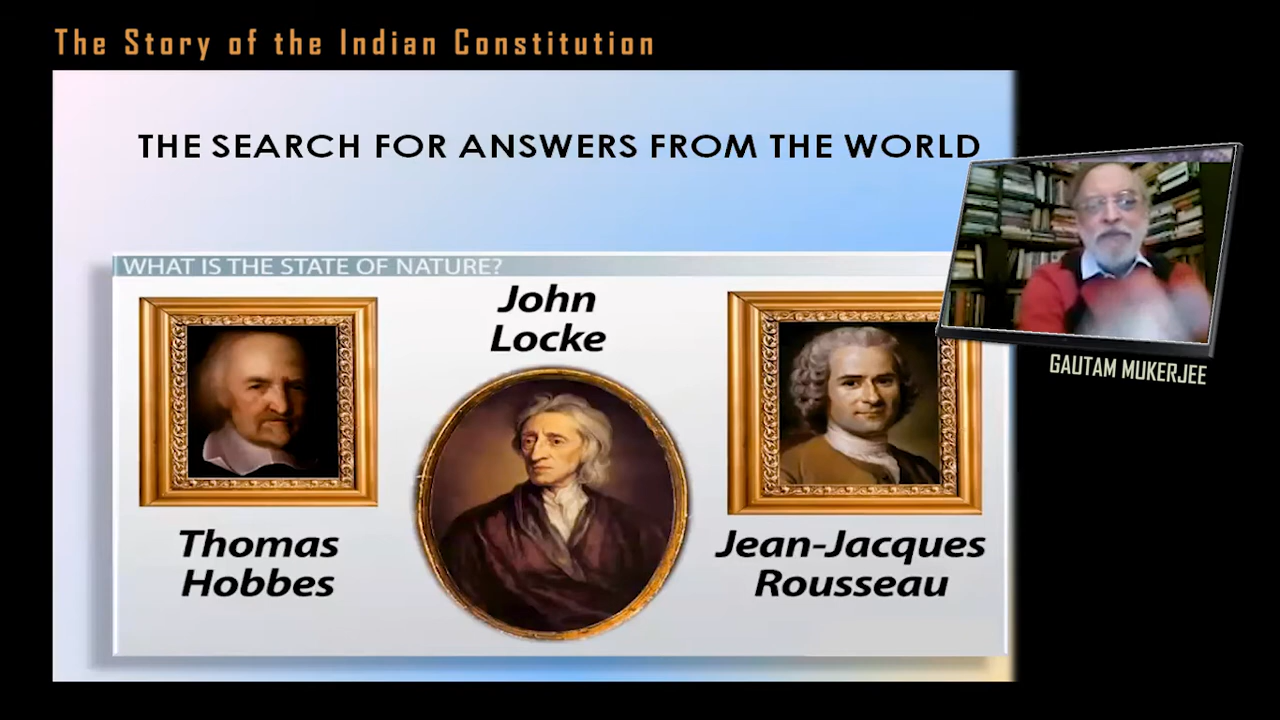 The Story of the Indian Constitution
THE SEARCH FOR ANSWERS FROM THE WORLD
WHAT IS THE STATE OF NATURE?
John
Locke
Thomas
Hobbes
Jean-Jacques
Rousseau
GAUTAM MUKERJEE